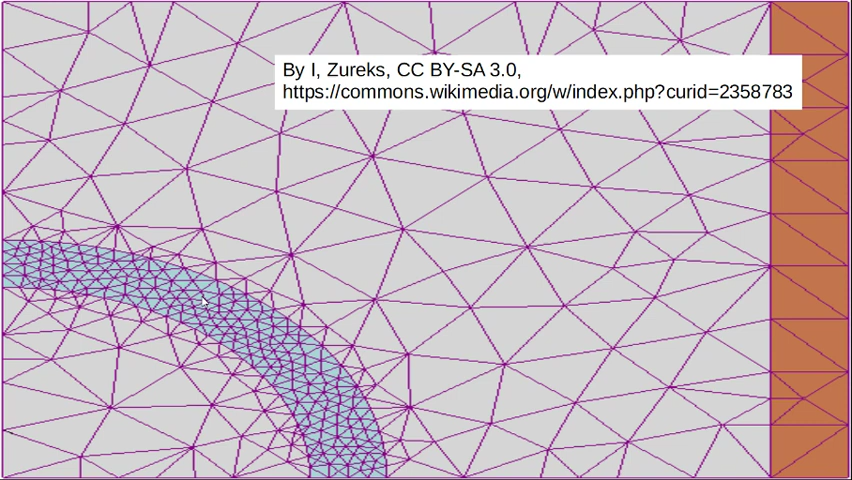 By I, Zureks, CC BY-SA 3.0,
https://commons.wikimedia.org/w/index.php?curid=2358783